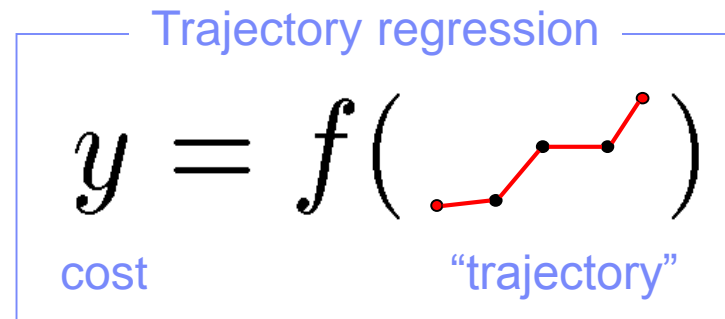 Trajectory regression
y = f( )
cost “trajectory”